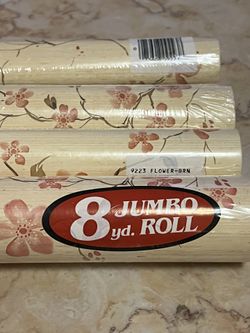 9223 FLOWER-BRN
8 JUMBO
yd. ROLL